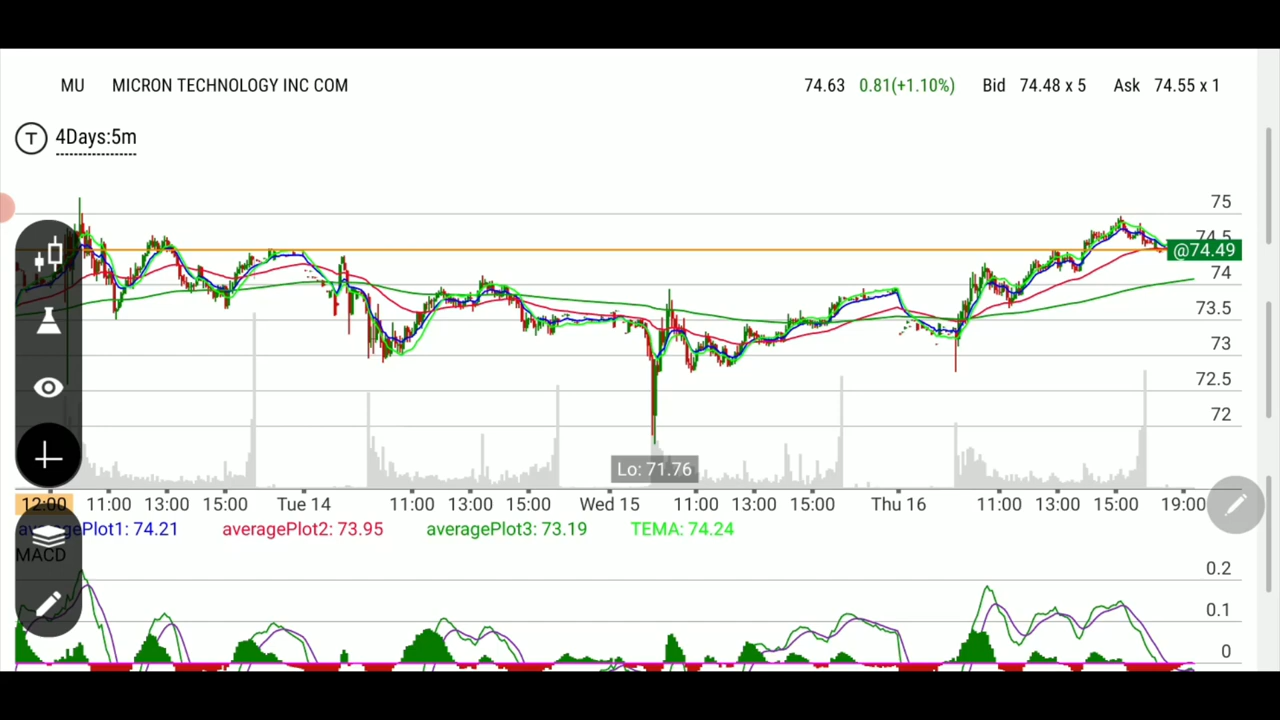 MU MICRON TECHNOLOGY INC COM 74.63 0.81(+1.10%) Bid 74.48 x 5 Ask 74.55 x 1
T 4Days:5m
75
74.5
@74.49
74
73.5
73
72.5
72
Lo: 71.76
12:00 11:00 13:00 15:00 Tue 14 11:00 13:00 15:00 Wed 15 11:00 13:00 15:00 Thu 16 11:00 13:00 15:00 19:00
averagePlot1: 74.21 averagePlot2: 73.95 averagePlot3: 73.19 TEMA: 74.24
MACD
0.2
0.1
0